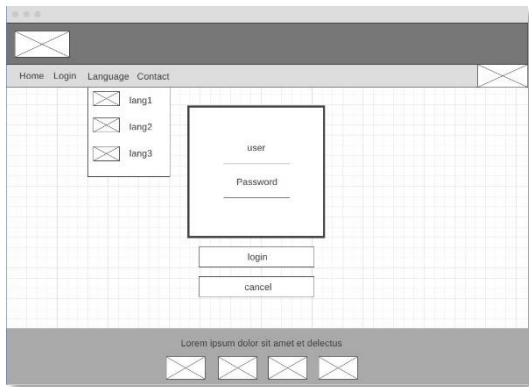 Home Login Language Contact
lang1
lang2
lang3
user
Password
login
cancel
Lorem ipsum dolor sit amet et delectus